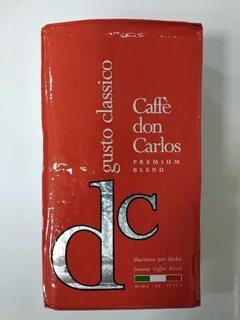 gusto classico
Caffè
don
Carlos
PREMIUM
BLEND
dc
Macinato per Moka
Ground Coffee Blend
MADE IN ITALY